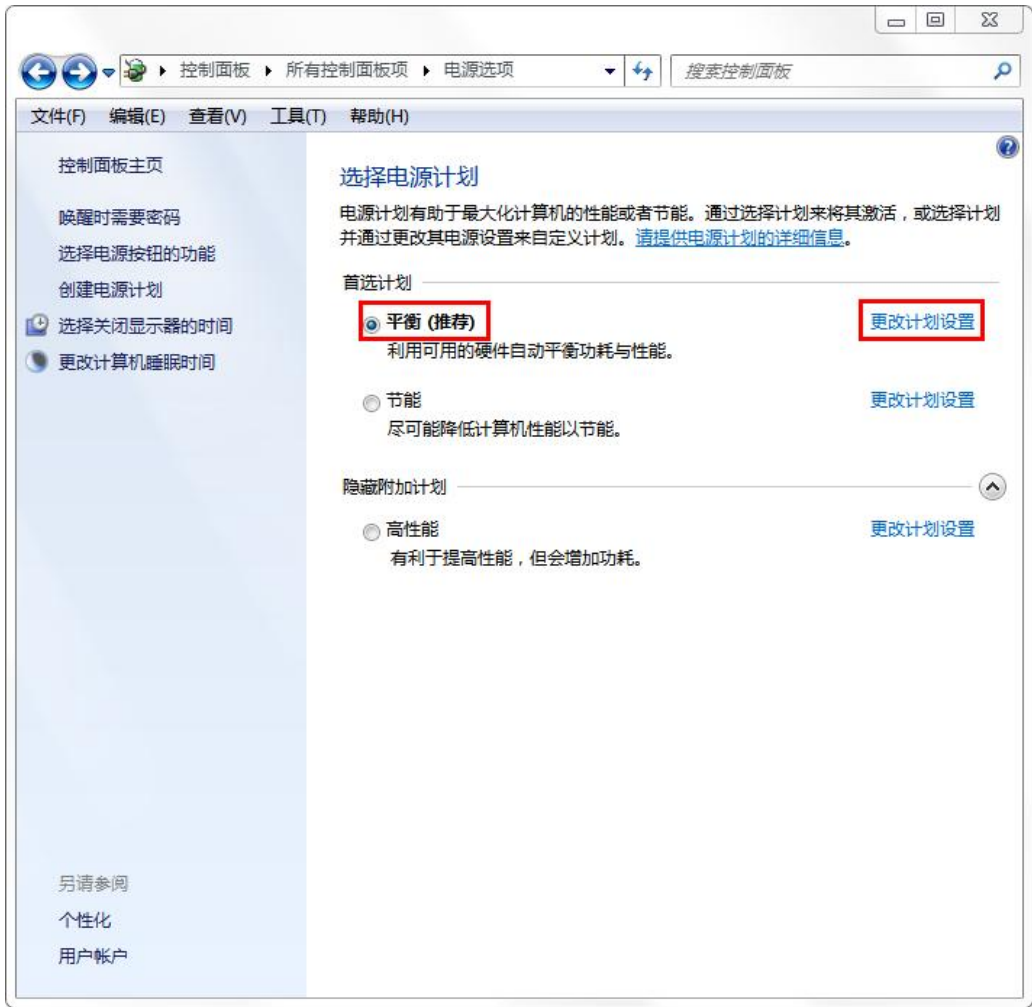 控制面板 所有控制面板项 电源选项 搜索控制面板
文件(F) 编辑(E) 查看(V) 工具(T) 帮助(H)
控制面板主页
唤醒时需要密码
选择电源按钮的功能
创建电源计划
选择关闭显示器的时间
更改计算机睡眠时间
选择电源计划
电源计划有助于最大化计算机的性能或者节能。通过选择计划来将其激活，或选择计划
并通过更改其电源设置来自定义计划。请提供电源计划的详细信息。
首选计划
平衡 (推荐) 更改计划设置
利用可用的硬件自动平衡功耗与性能。
节能 更改计划设置
尽可能降低计算机性能以节能。
隐藏附加计划
高性能 更改计划设置
有利于提高性能，但会增加功耗。
另请参阅
个性化
用户帐户